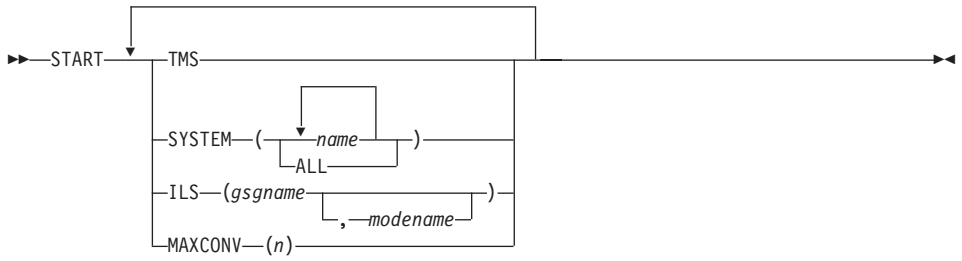 START TMS
SYSTEM ( name )
ALL
ILS (gsgname )
, modename
MAXCONV (n)